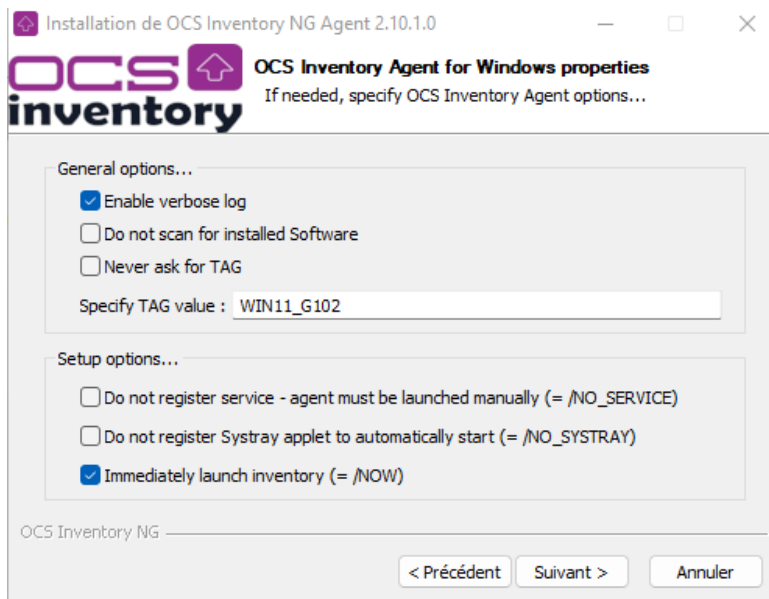 Installation de OCS Inventory NG Agent 2.10.1.0
OCS
inventory
OCS Inventory Agent for Windows properties
If needed, specify OCS Inventory Agent options...
General options...
Enable verbose log
Do not scan for installed Software
Never ask for TAG
Specify TAG value : WIN11_G102
Setup options...
Do not register service - agent must be launched manually (= /NO_SERVICE)
Do not register Systray applet to automatically start (= /NO_SYSTRAY)
Immediately launch inventory (= /NOW)
OCS Inventory NG
< Précédent Suivant > Annuler